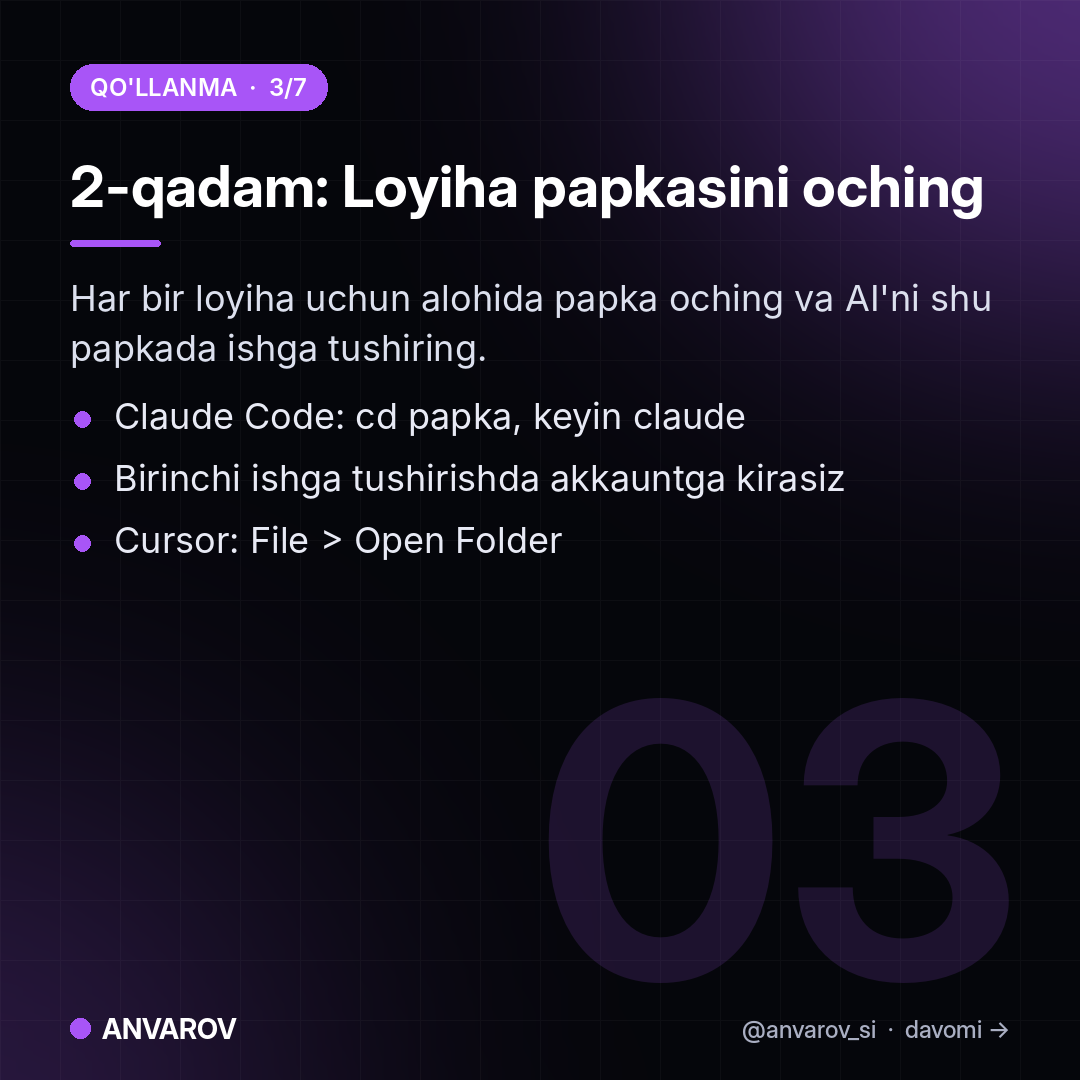 QO'LLANMA · 3/7
2-qadam: Loyiha papkasini oching
Har bir loyiha uchun alohida papka oching va AI'ni shu
papkada ishga tushiring.
Claude Code: cd papka, keyin claude
Birinchi ishga tushirishda akkauntga kirasiz
Cursor: File > Open Folder
03
ANVAROV
@anvarov_si · davomi →